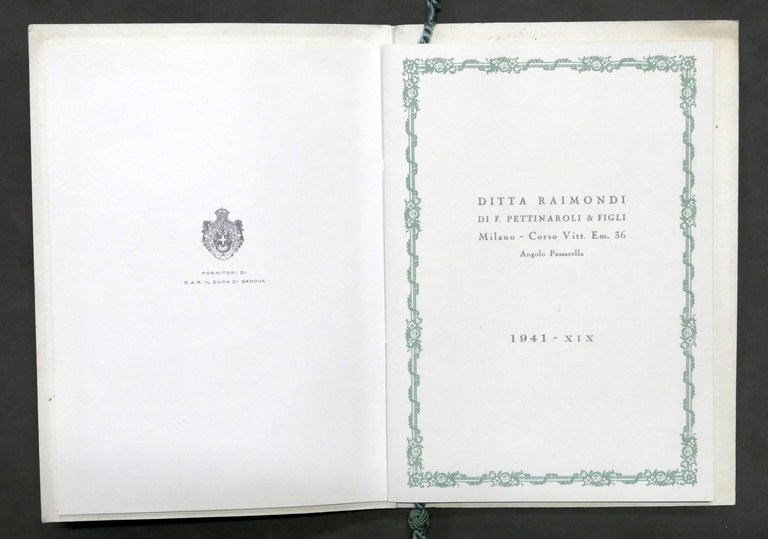 FORNITORI DI
S.A.R. IL DUCA DI GENOVA
DITTA RAIMONDI
DI F. PETTINAROLI & FIGLI
Milano - Corso Vitt. Em. 36
Angolo Passarella
1941 - XIX